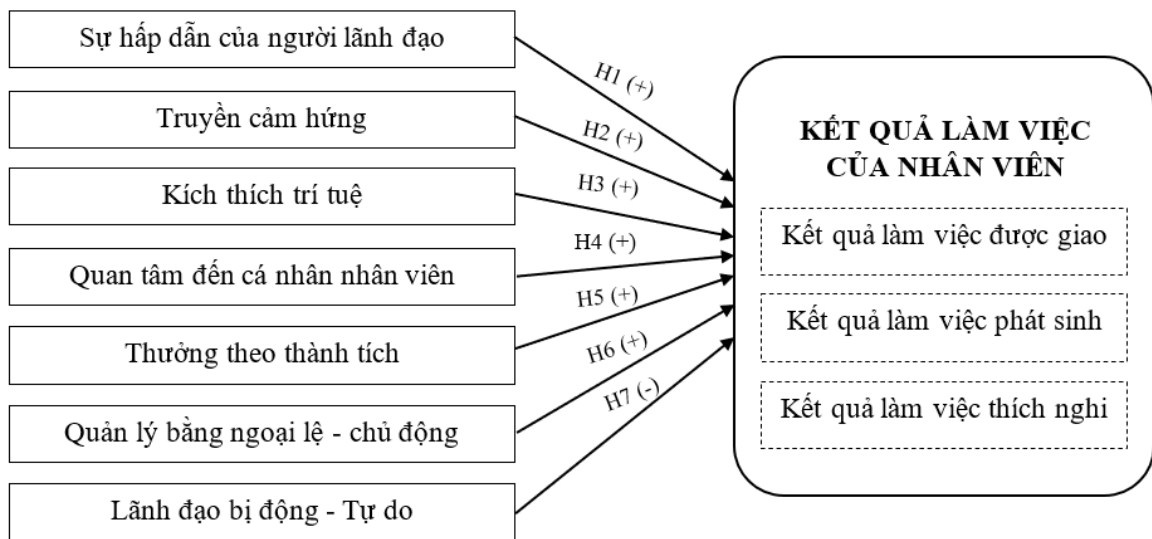 Sự hấp dẫn của người lãnh đạo
Truyền cảm hứng
Kích thích trí tuệ
Quan tâm đến cá nhân nhân viên
Thưởng theo thành tích
Quản lý bằng ngoại lệ - chủ động
Lãnh đạo bị động - Tự do
H1 (+)
H2 (+)
H3 (+)
H4 (+)
H5 (+)
H6 (+)
H7 (-)
KẾT QUẢ LÀM VIỆC
CỦA NHÂN VIÊN
Kết quả làm việc được giao
Kết quả làm việc phát sinh
Kết quả làm việc thích nghi